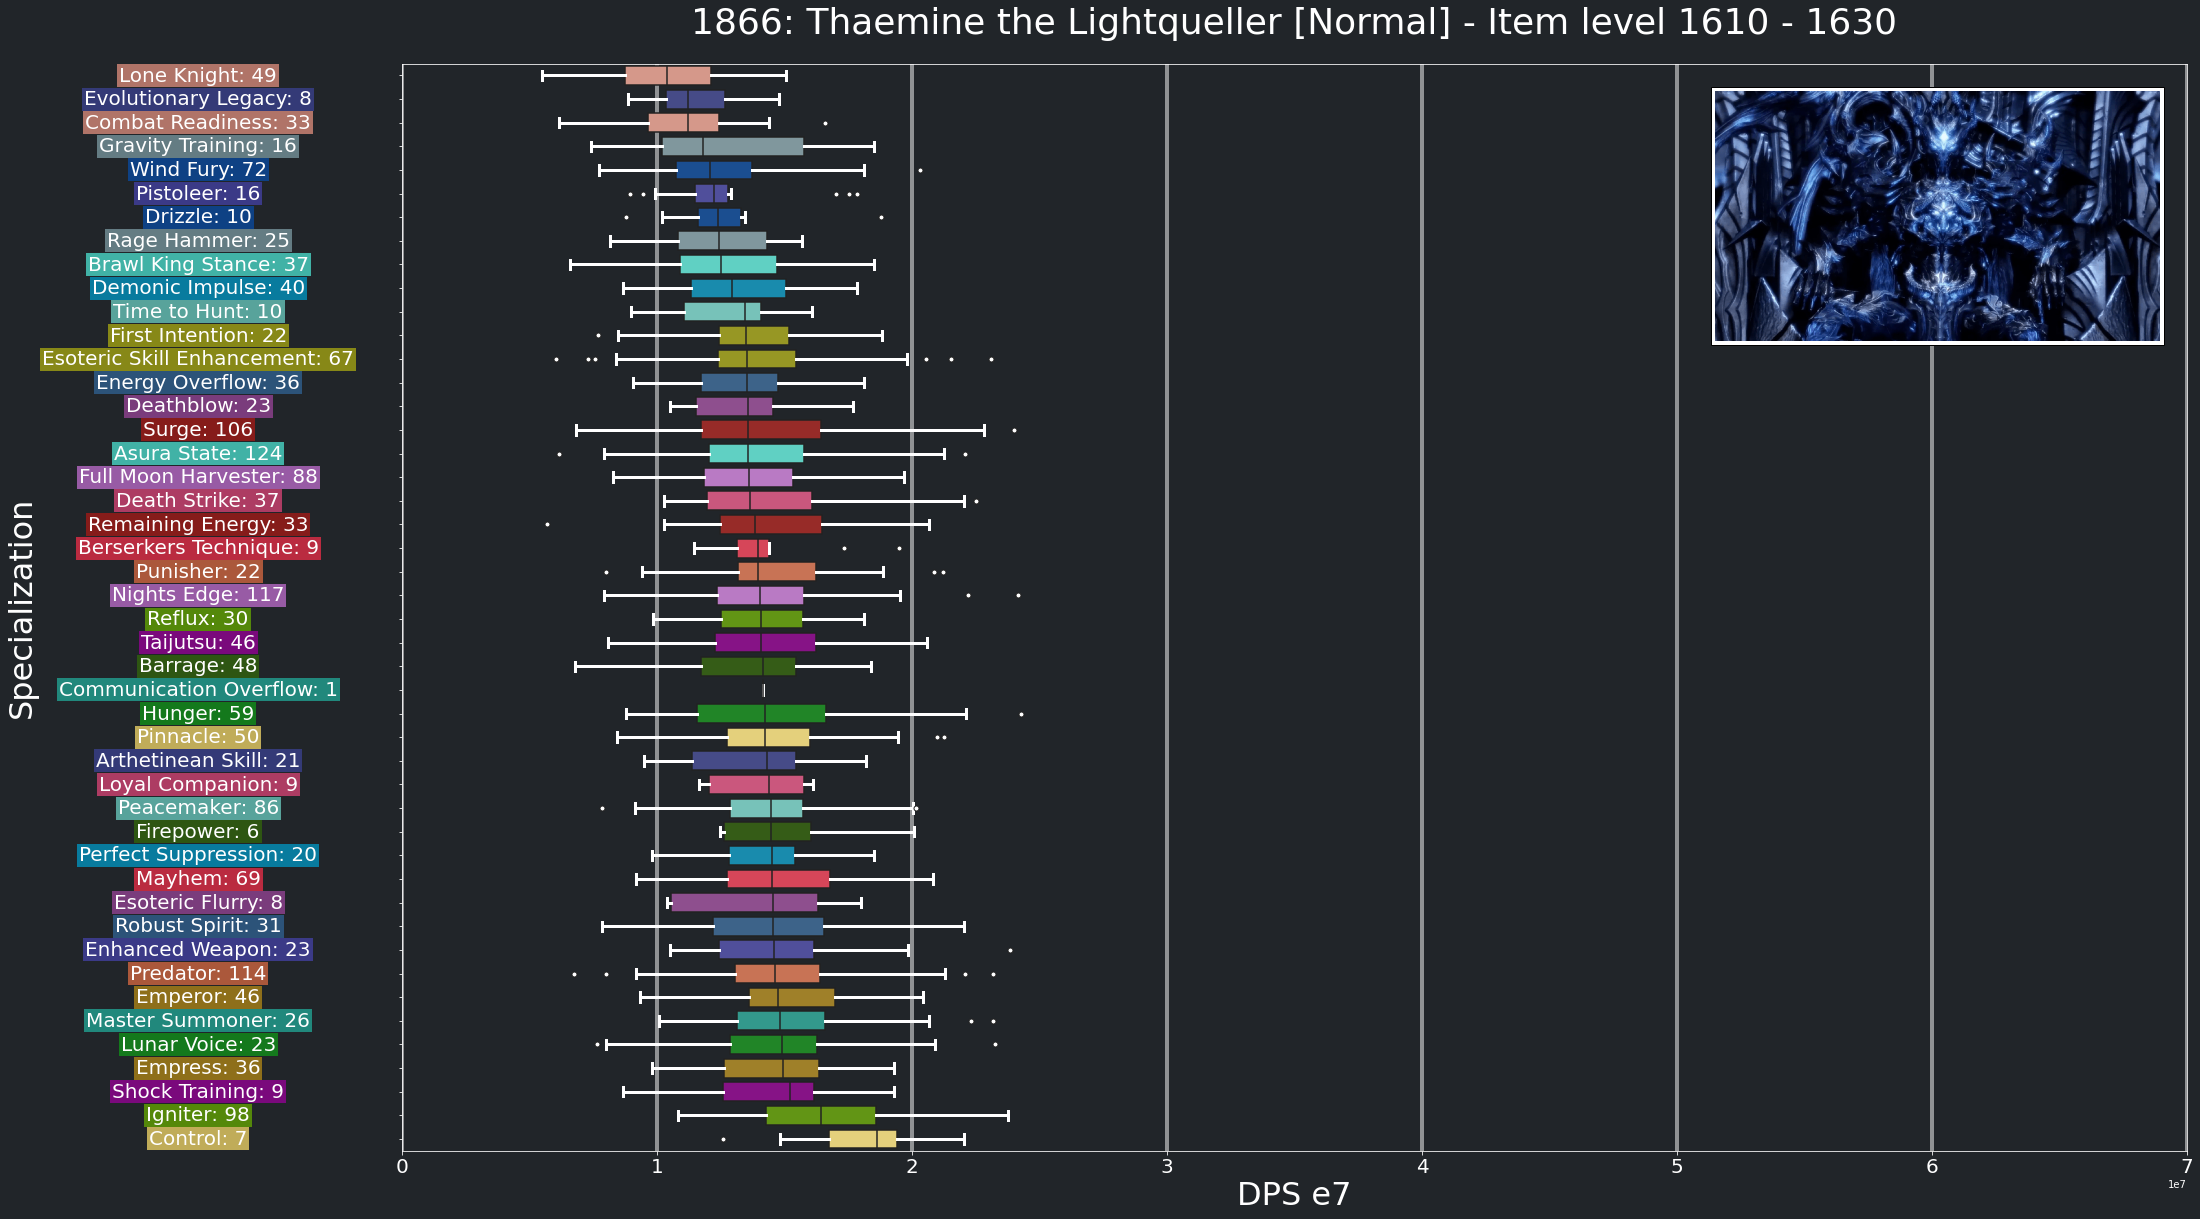 1866: Thaemine the Lightqueller [Normal] - Item level 1610 - 1630
Specialization
Lone Knight: 49
Evolutionary Legacy: 8
Combat Readiness: 33
Gravity Training: 16
Wind Fury: 72
Pistoleer: 16
Drizzle: 10
Rage Hammer: 25
Brawl King Stance: 37
Demonic Impulse: 40
Time to Hunt: 10
First Intention: 22
Esoteric Skill Enhancement: 67
Energy Overflow: 36
Deathblow: 23
Surge: 106
Asura State: 124
Full Moon Harvester: 88
Death Strike: 37
Remaining Energy: 33
Berserkers Technique: 9
Punisher: 22
Nights Edge: 117
Reflux: 30
Taijutsu: 46
Barrage: 48
Communication Overflow: 1
Hunger: 59
Pinnacle: 50
Arthetinean Skill: 21
Loyal Companion: 9
Peacemaker: 86
Firepower: 6
Perfect Suppression: 20
Mayhem: 69
Esoteric Flurry: 8
Robust Spirit: 31
Enhanced Weapon: 23
Predator: 114
Emperor: 46
Master Summoner: 26
Lunar Voice: 23
Empress: 36
Shock Training: 9
Igniter: 98
Control: 7
0 1 2 3 4 5 6 7
1e7
DPS e7